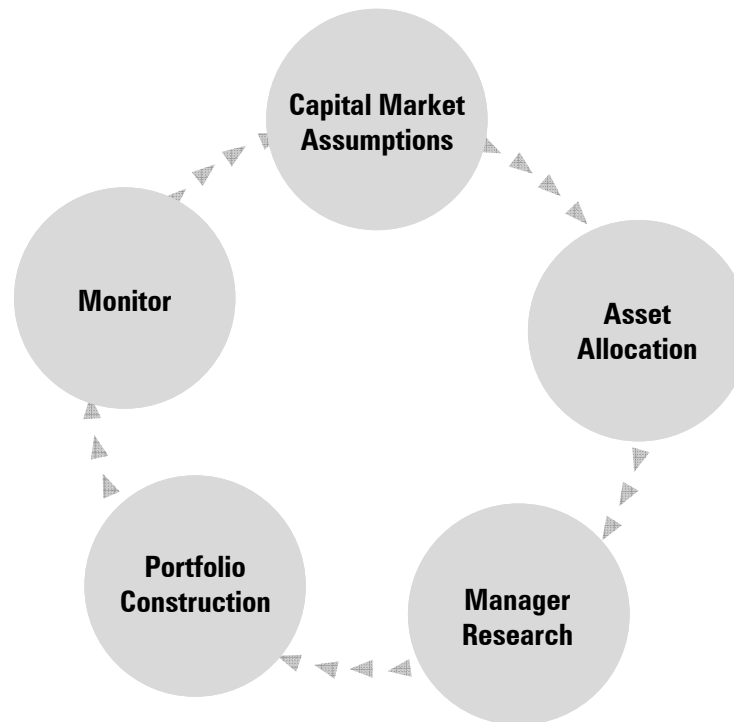 Capital Market
Assumptions
Asset
Allocation
Manager
Research
Portfolio
Construction
Monitor